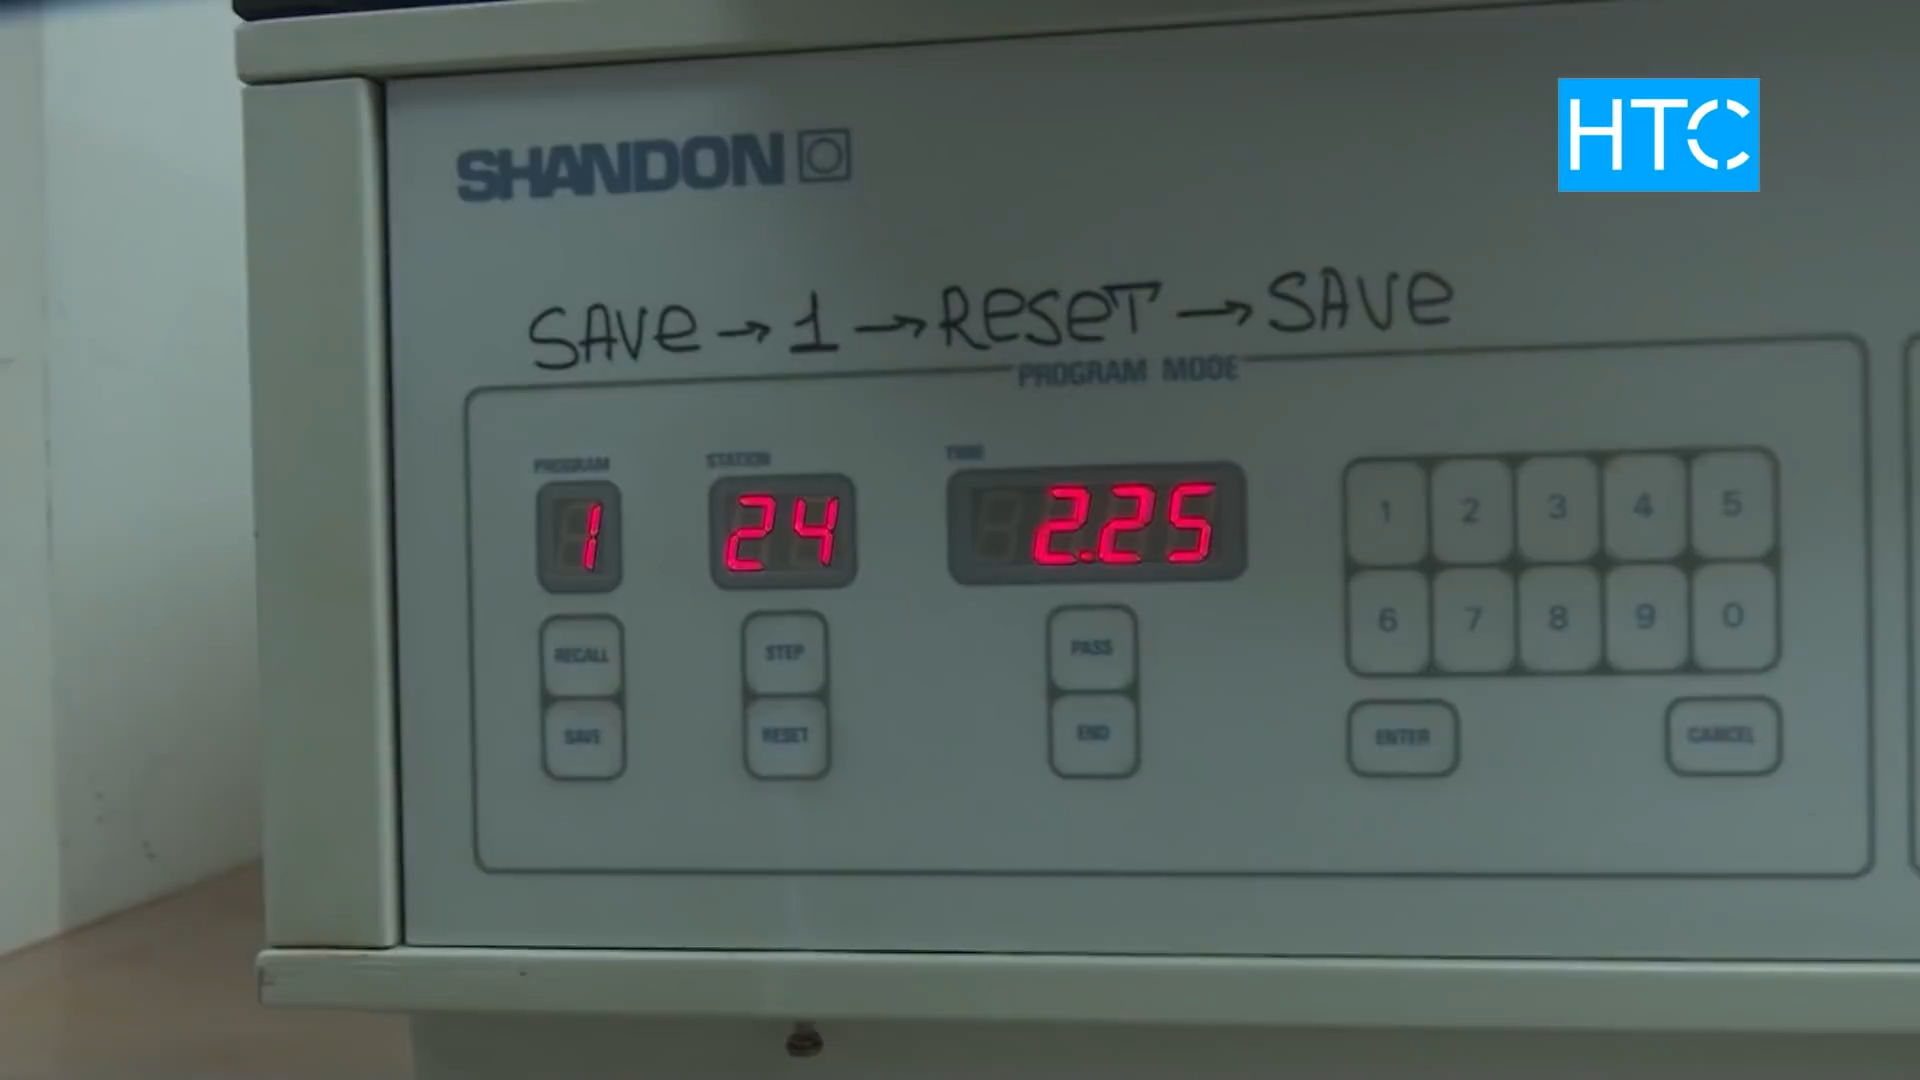 HTC
SHANDON
SAVe → 1 → ReSeT → SAVe
PROGRAM MODE
PROGRAM STATION TIME
1 24 2.25
1 2 3 4 5
6 7 8 9 0
RECALL STEP PASS
SAVE RESET END ENTER CANCEL